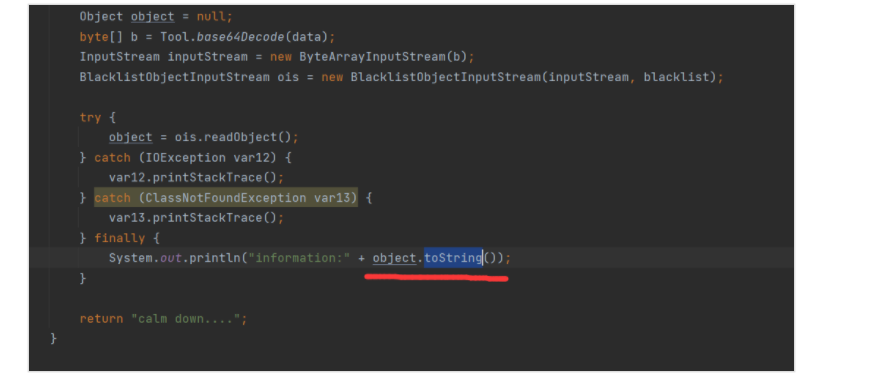 Object object = null;
byte[] b = Tool.base64Decode(data);
InputStream inputStream = new ByteArrayInputStream(b);
BlacklistObjectInputStream ois = new BlacklistObjectInputStream(inputStream, blacklist);
try {
object = ois.readObject();
} catch (IOException var12) {
var12.printStackTrace();
} catch (ClassNotFoundException var13) {
var13.printStackTrace();
} finally {
System.out.println("information:" + object.toString());
}
return "calm down....";
}